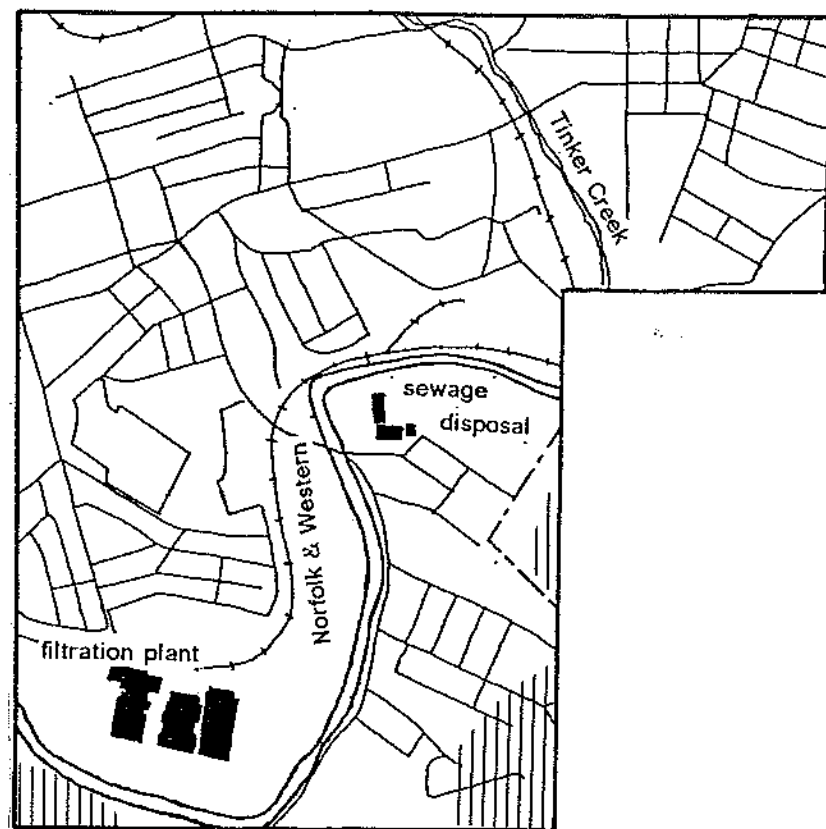 Tinker Creek
sewage
disposal
Norfolk & Western
filtration plant